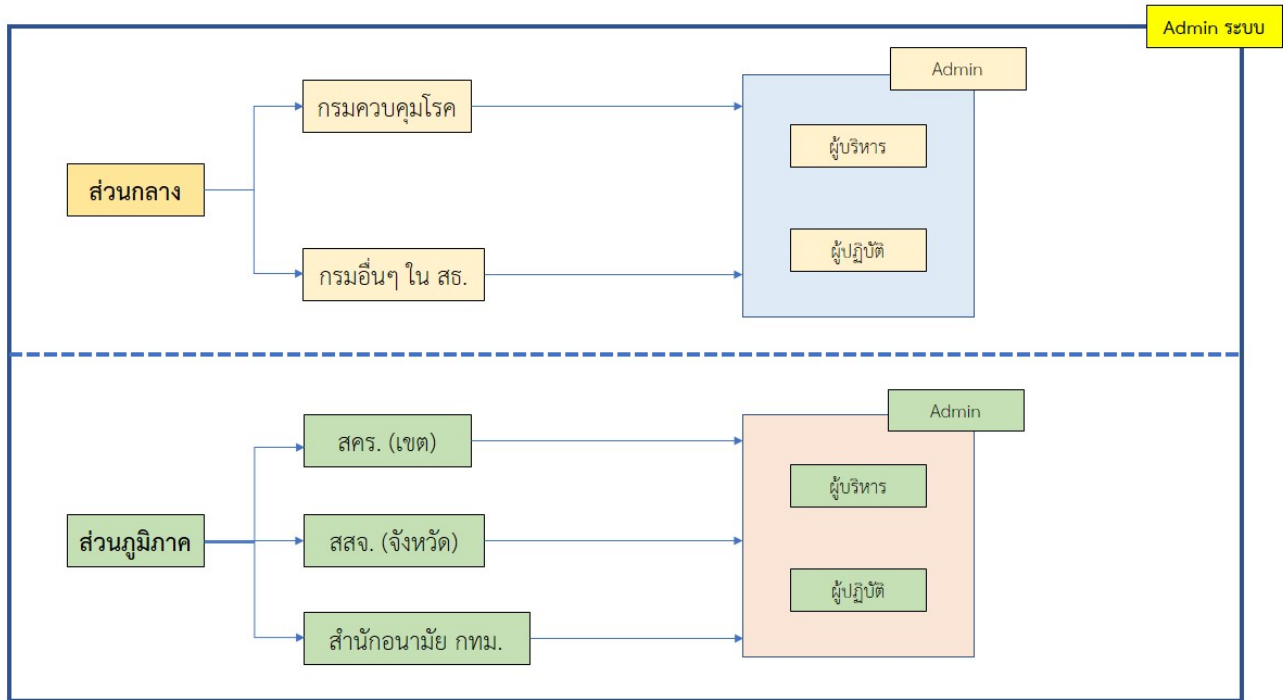 Admin ระบบ
Admin
กรมควบคุมโรค
ผู้บริหาร
ส่วนกลาง
ผู้ปฏิบัติ
กรมอื่นๆ ใน สธ.
Admin
สคร. (เขต)
ผู้บริหาร
ส่วนภูมิภาค
สสจ. (จังหวัด)
ผู้ปฏิบัติ
สำนักอนามัย กทม.